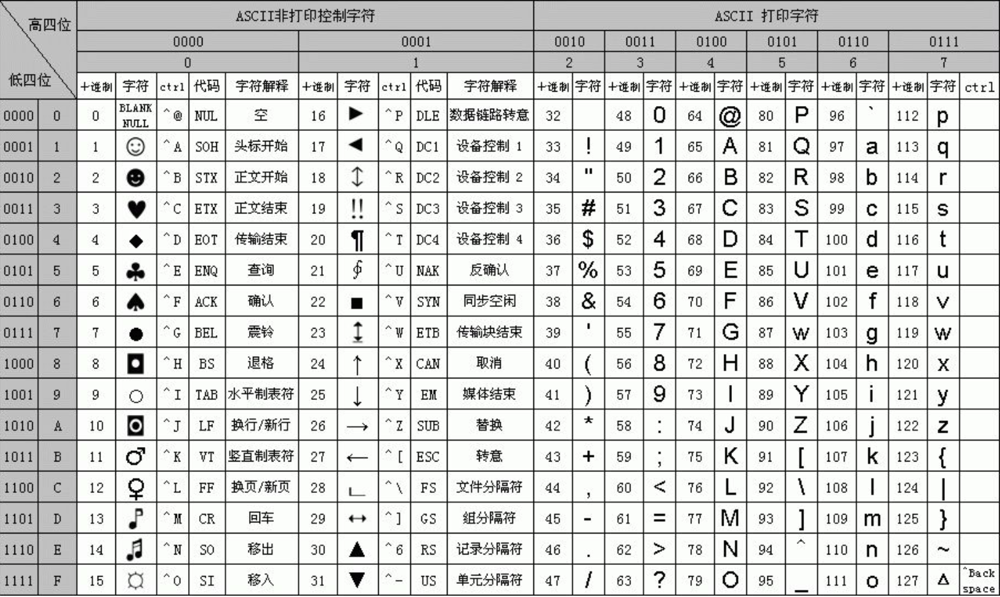 高四位 ASCII非打印控制字符 ASCII 打印字符
0000 0001 0010 0011 0100 0101 0110 0111
0 1 2 3 4 5 6 7
低四位 十进制 字符 ctrl 代码 字符解释 十进制 字符 ctrl 代码 字符解释 十进制 字符 十进制 字符 十进制 字符 十进制 字符 十进制 字符 十进制 字符 ctrl
0000 0 0 BLANK NULL ^@ NUL 空 16 ► ^P DLE 数据链路转意 32 48 0 64 @ 80 P 96 ` 112 p
0001 1 1 ☺ ^A SOH 头标开始 17 ◄ ^Q DC1 设备控制 1 33 ! 49 1 65 A 81 Q 97 a 113 q
0010 2 2 ☻ ^B STX 正文开始 18 ↕ ^R DC2 设备控制 2 34 " 50 2 66 B 82 R 98 b 114 r
0011 3 3 ♥ ^C ETX 正文结束 19 ‼ ^S DC3 设备控制 3 35 # 51 3 67 C 83 S 99 c 115 s
0100 4 4 ♦ ^D EOT 传输结束 20 ¶ ^T DC4 设备控制 4 36 $ 52 4 68 D 84 T 100 d 116 t
0101 5 5 ♣ ^E ENQ 查询 21 ∮ ^U NAK 反确认 37 % 53 5 69 E 85 U 101 e 117 u
0110 6 6 ♠ ^F ACK 确认 22 ■ ^V SYN 同步空闲 38 & 54 6 70 F 86 V 102 f 118 v
0111 7 7 ● ^G BEL 震铃 23 ↨ ^W ETB 传输块结束 39 ' 55 7 71 G 87 w 103 g 119 w
1000 8 8 ◘ ^H BS 退格 24 ↑ ^X CAN 取消 40 ( 56 8 72 H 88 X 104 h 120 x
1001 9 9 ○ ^I TAB 水平制表符 25 ↓ ^Y EM 媒体结束 41 ) 57 9 73 I 89 Y 105 i 121 y
1010 A 10 ◙ ^J LF 换行/新行 26 → ^Z SUB 替换 42 * 58 : 74 J 90 Z 106 j 122 z
1011 B 11 ♂ ^K VT 竖直制表符 27 ← ^[ ESC 转意 43 + 59 ; 75 K 91 [ 107 k 123 {
1100 C 12 ♀ ^L FF 换页/新页 28 ∟ ^\ FS 文件分隔符 44 , 60 < 76 L 92 \ 108 l 124 |
1101 D 13 ♪ ^M CR 回车 29 ↔ ^] GS 组分隔符 45 - 61 = 77 M 93 ] 109 m 125 }
1110 E 14 ♫ ^N SO 移出 30 ▲ ^6 RS 记录分隔符 46 . 62 > 78 N 94 ^ 110 n 126 ~
1111 F 15 ☼ ^O SI 移入 31 ▼ ^- US 单元分隔符 47 / 63 ? 79 O 95 _ 111 o 127 Δ ^Back space